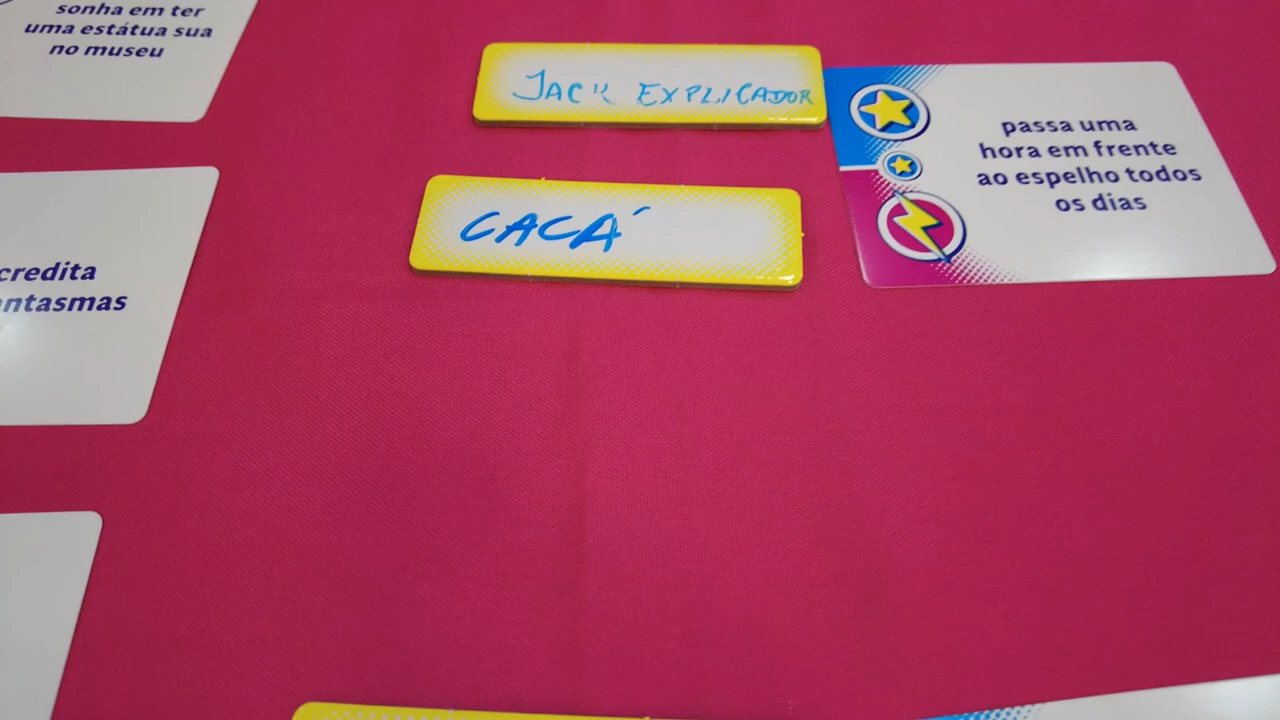 sonha em ter
uma estátua sua
no museu
JACK EXPLICADOR
passa uma
hora em frente
ao espelho todos
os dias
CACÁ
credita
antasmas